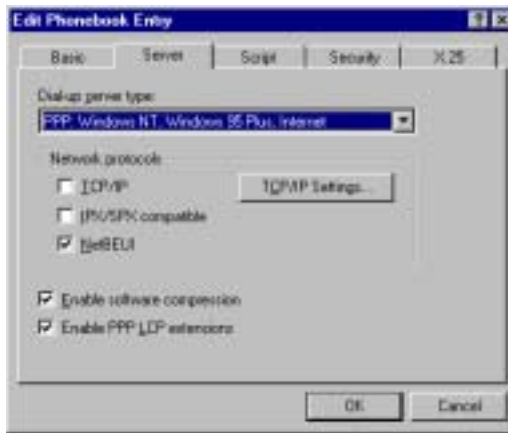 Edit Phonebook Entry
Basic Server Script Security X.25
Dial-up server type:
PPP: Windows NT, Windows 95 Plus, Internet
Network protocols
TCP/IP TCP/IP Settings...
IPX/SPX compatible
NetBEUI
Enable software compression
Enable PPP LCP extensions
OK Cancel